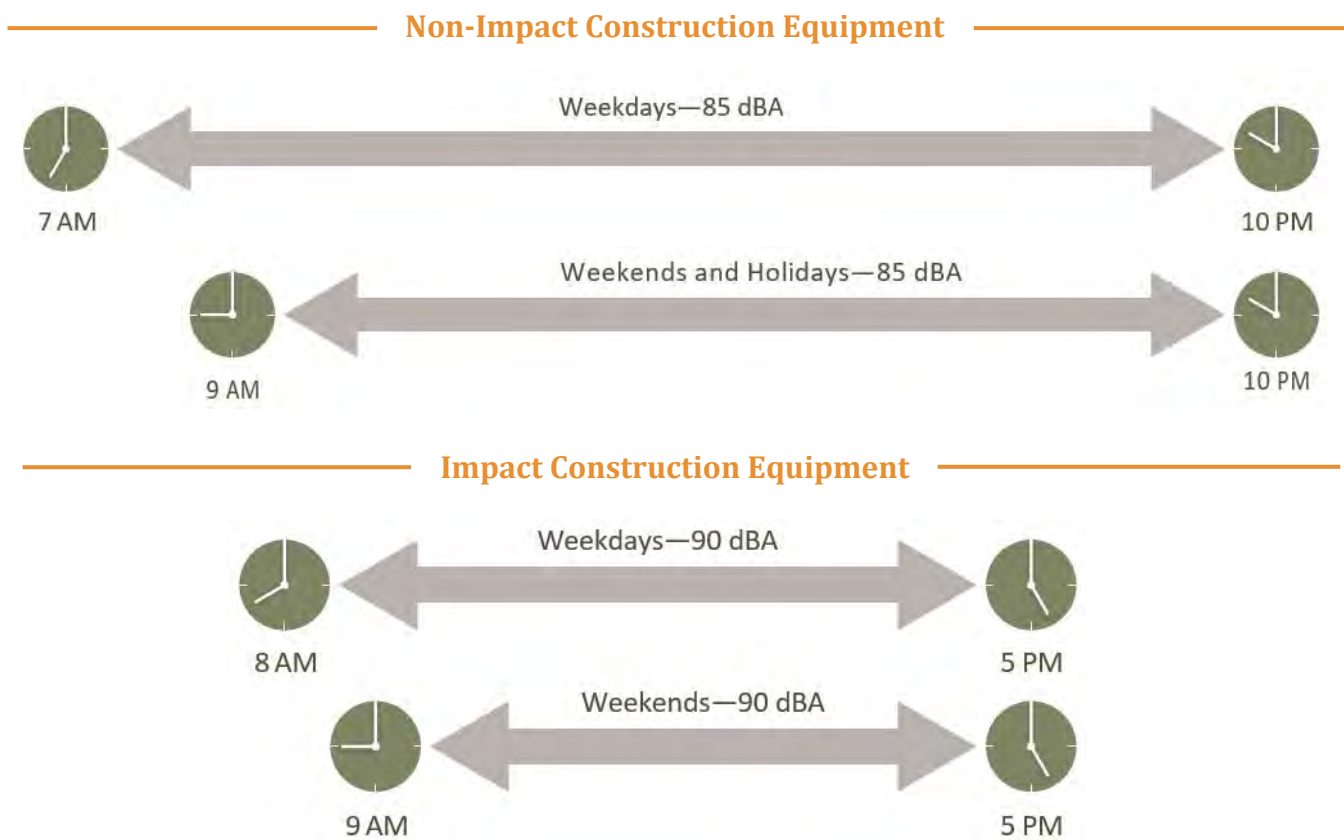 Non-Impact Construction Equipment
Weekdays—85 dBA
7 AM
10 PM
Weekends and Holidays—85 dBA
9 AM
10 PM
Impact Construction Equipment
Weekdays—90 dBA
8 AM
5 PM
Weekends—90 dBA
9 AM
5 PM